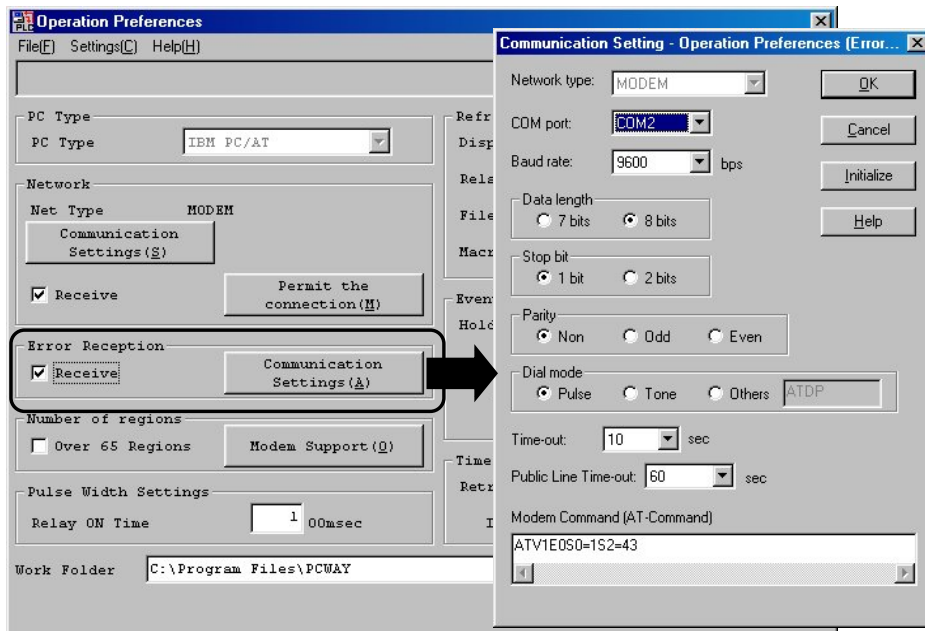 Operation Preferences
File(F) Settings(C) Help(H)
PC Type
PC Type IBM PC/AT
Network
Net Type MODEM
Communication
Settings(S)
Receive
Permit the
connection(M)
Error Reception
Receive
Communication
Settings(A)
Number of regions
Over 65 Regions
Modem Support(O)
Pulse Width Settings
Relay ON Time 1 00msec
Work Folder C:\Program Files\PCWAY
Refr
Disp
Rela
File
Macr
Even
Hold
Time
Retr
I
Communication Setting - Operation Preferences (Error...
Network type: MODEM
OK
COM port: COM2
Cancel
Baud rate: 9600 bps
Initialize
Data length
7 bits 8 bits
Help
Stop bit
1 bit 2 bits
Parity
Non Odd Even
Dial mode
Pulse Tone Others ATDP
Time-out: 10 sec
Public Line Time-out: 60 sec
Modem Command (AT-Command)
ATV1E0S0=1S2=43